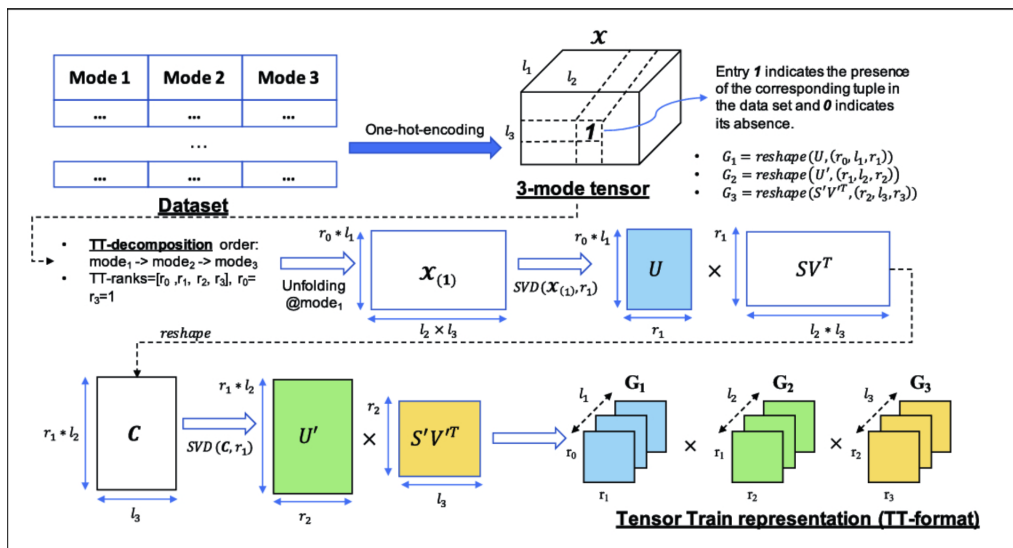 Mode 1 Mode 2 Mode 3
... ... ...
...
... ... ...
Dataset
One-hot-encoding
𝒳
l₁
l₂
l₃
1
3-mode tensor
Entry 1 indicates the presence
of the corresponding tuple in
the data set and 0 indicates
its absence.
• G₁ = reshape(U,(r₀,l₁,r₁))
• G₂ = reshape(U′,(r₁,l₂,r₂))
• G₃ = reshape(S′V′ᵀ,(r₂,l₃,r₃))
• TT-decomposition order:
mode₁ -> mode₂ -> mode₃
• TT-ranks=[r₀ ,r₁, r₂, r₃], r₀=
r₃=1
Unfolding
@mode₁
r₀ * l₁
𝒳₍₁₎
l₂ × l₃
SVD(𝒳₍₁₎,r₁)
r₀ * l₁
U
r₁
×
r₁
SVᵀ
l₂ * l₃
reshape
r₁ * l₂
C
l₃
SVD(C,r₁)
r₁ * l₂
U′
r₂
×
r₂
S′V′ᵀ
l₃
G₁
l₁
r₀
r₁
×
G₂
l₂
r₁
r₂
×
G₃
l₃
r₂
r₃
Tensor Train representation (TT-format)